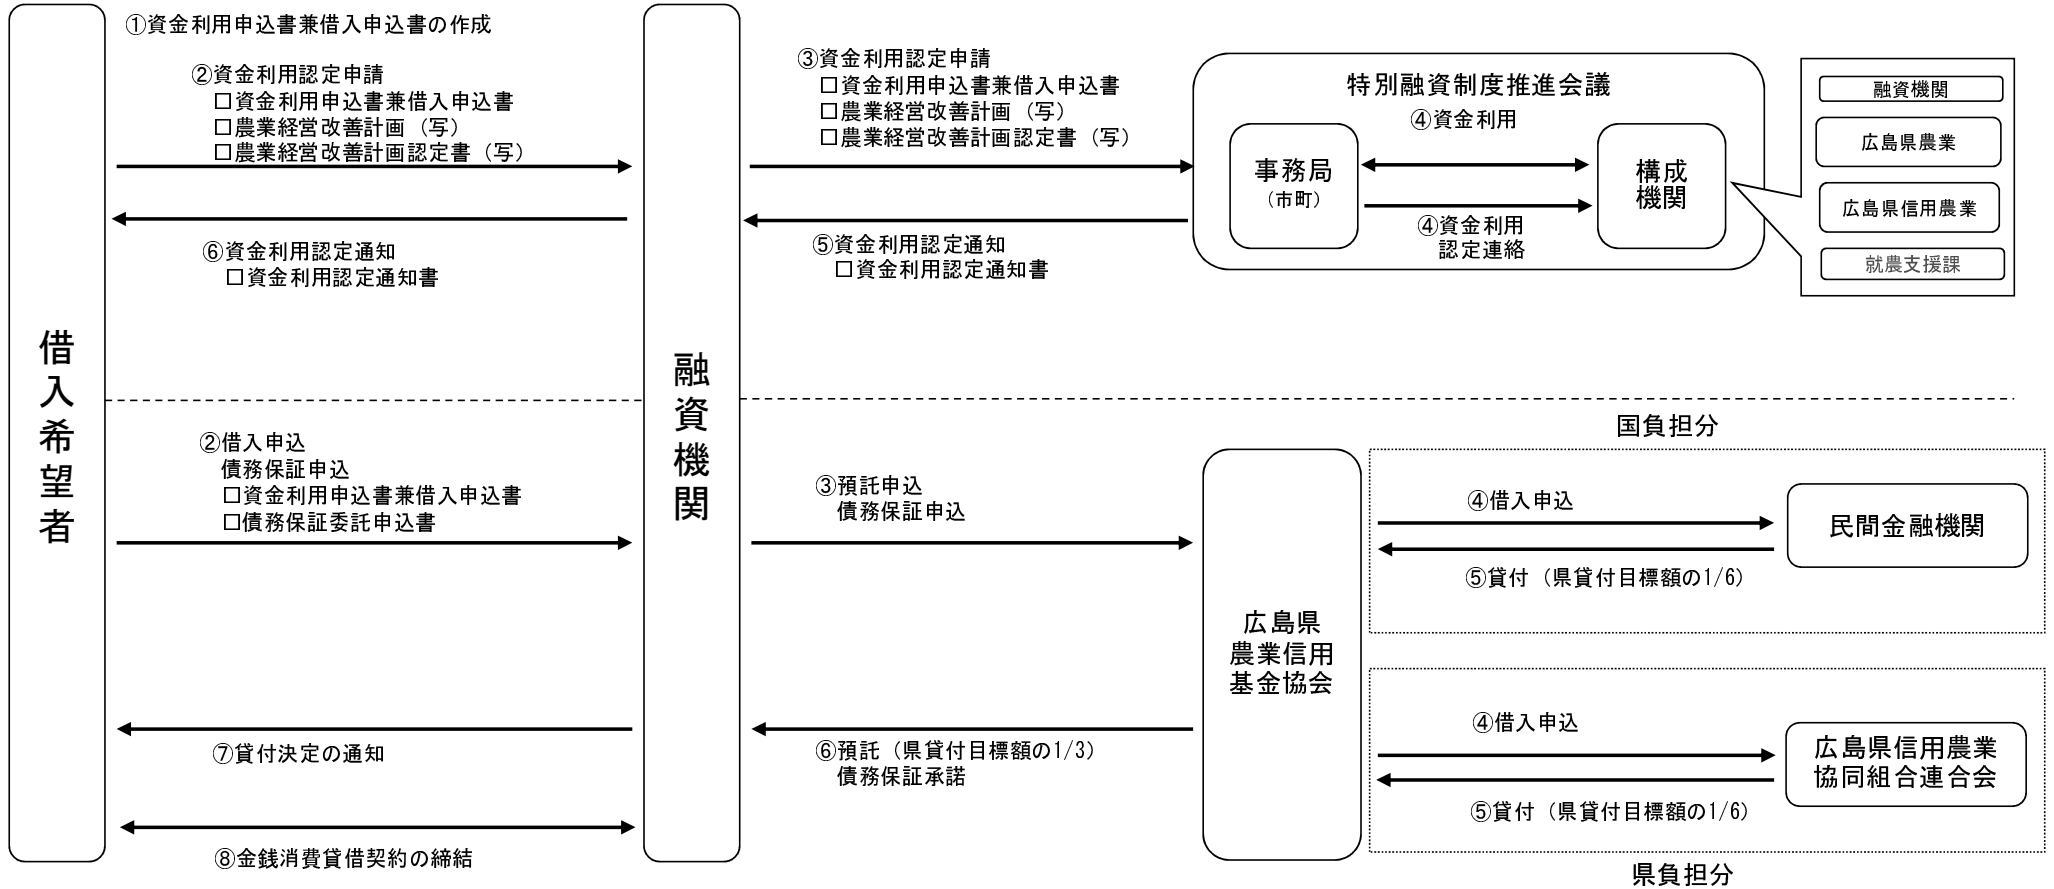 ①資金利用申込書兼借入申込書の作成
②資金利用認定申請
□資金利用申込書兼借入申込書
□農業経営改善計画（写）
□農業経営改善計画認定書（写）
⑥資金利用認定通知
□資金利用認定通知書
借入希望者
融資機関
③資金利用認定申請
□資金利用申込書兼借入申込書
□農業経営改善計画（写）
□農業経営改善計画認定書（写）
⑤資金利用認定通知
□資金利用認定通知書
特別融資制度推進会議
④資金利用
事務局
（市町）
構成
機関
④資金利用
認定連絡
融資機関
広島県農業
広島県信用農業
就農支援課
②借入申込
債務保証申込
□資金利用申込書兼借入申込書
□債務保証委託申込書
⑦貸付決定の通知
⑧金銭消費貸借契約の締結
③預託申込
債務保証申込
⑥預託（県貸付目標額の1/3）
債務保証承諾
広島県
農業信用
基金協会
国負担分
④借入申込
民間金融機関
⑤貸付（県貸付目標額の1/6）
④借入申込
広島県信用農業
協同組合連合会
⑤貸付（県貸付目標額の1/6）
県負担分